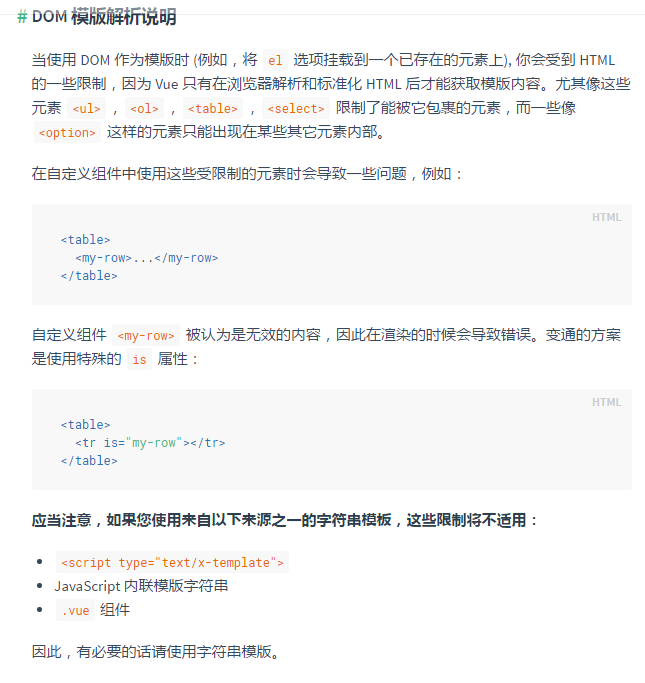 # DOM 模版解析说明
当使用 DOM 作为模版时 (例如，将 el 选项挂载到一个已存在的元素上), 你会受到 HTML
的一些限制，因为 Vue 只有在浏览器解析和标准化 HTML 后才能获取模版内容。尤其像这些
元素 <ul> ， <ol> ， <table> ， <select> 限制了能被它包裹的元素，而一些像
<option> 这样的元素只能出现在某些其它元素内部。
在自定义组件中使用这些受限制的元素时会导致一些问题，例如：
HTML
<table>
  <my-row>...</my-row>
</table>
自定义组件 <my-row> 被认为是无效的内容，因此在渲染的时候会导致错误。变通的方案
是使用特殊的 is 属性：
HTML
<table>
  <tr is="my-row"></tr>
</table>
应当注意，如果您使用来自以下来源之一的字符串模板，这些限制将不适用：
• <script type="text/x-template">
• JavaScript 内联模版字符串
• .vue 组件
因此，有必要的话请使用字符串模版。